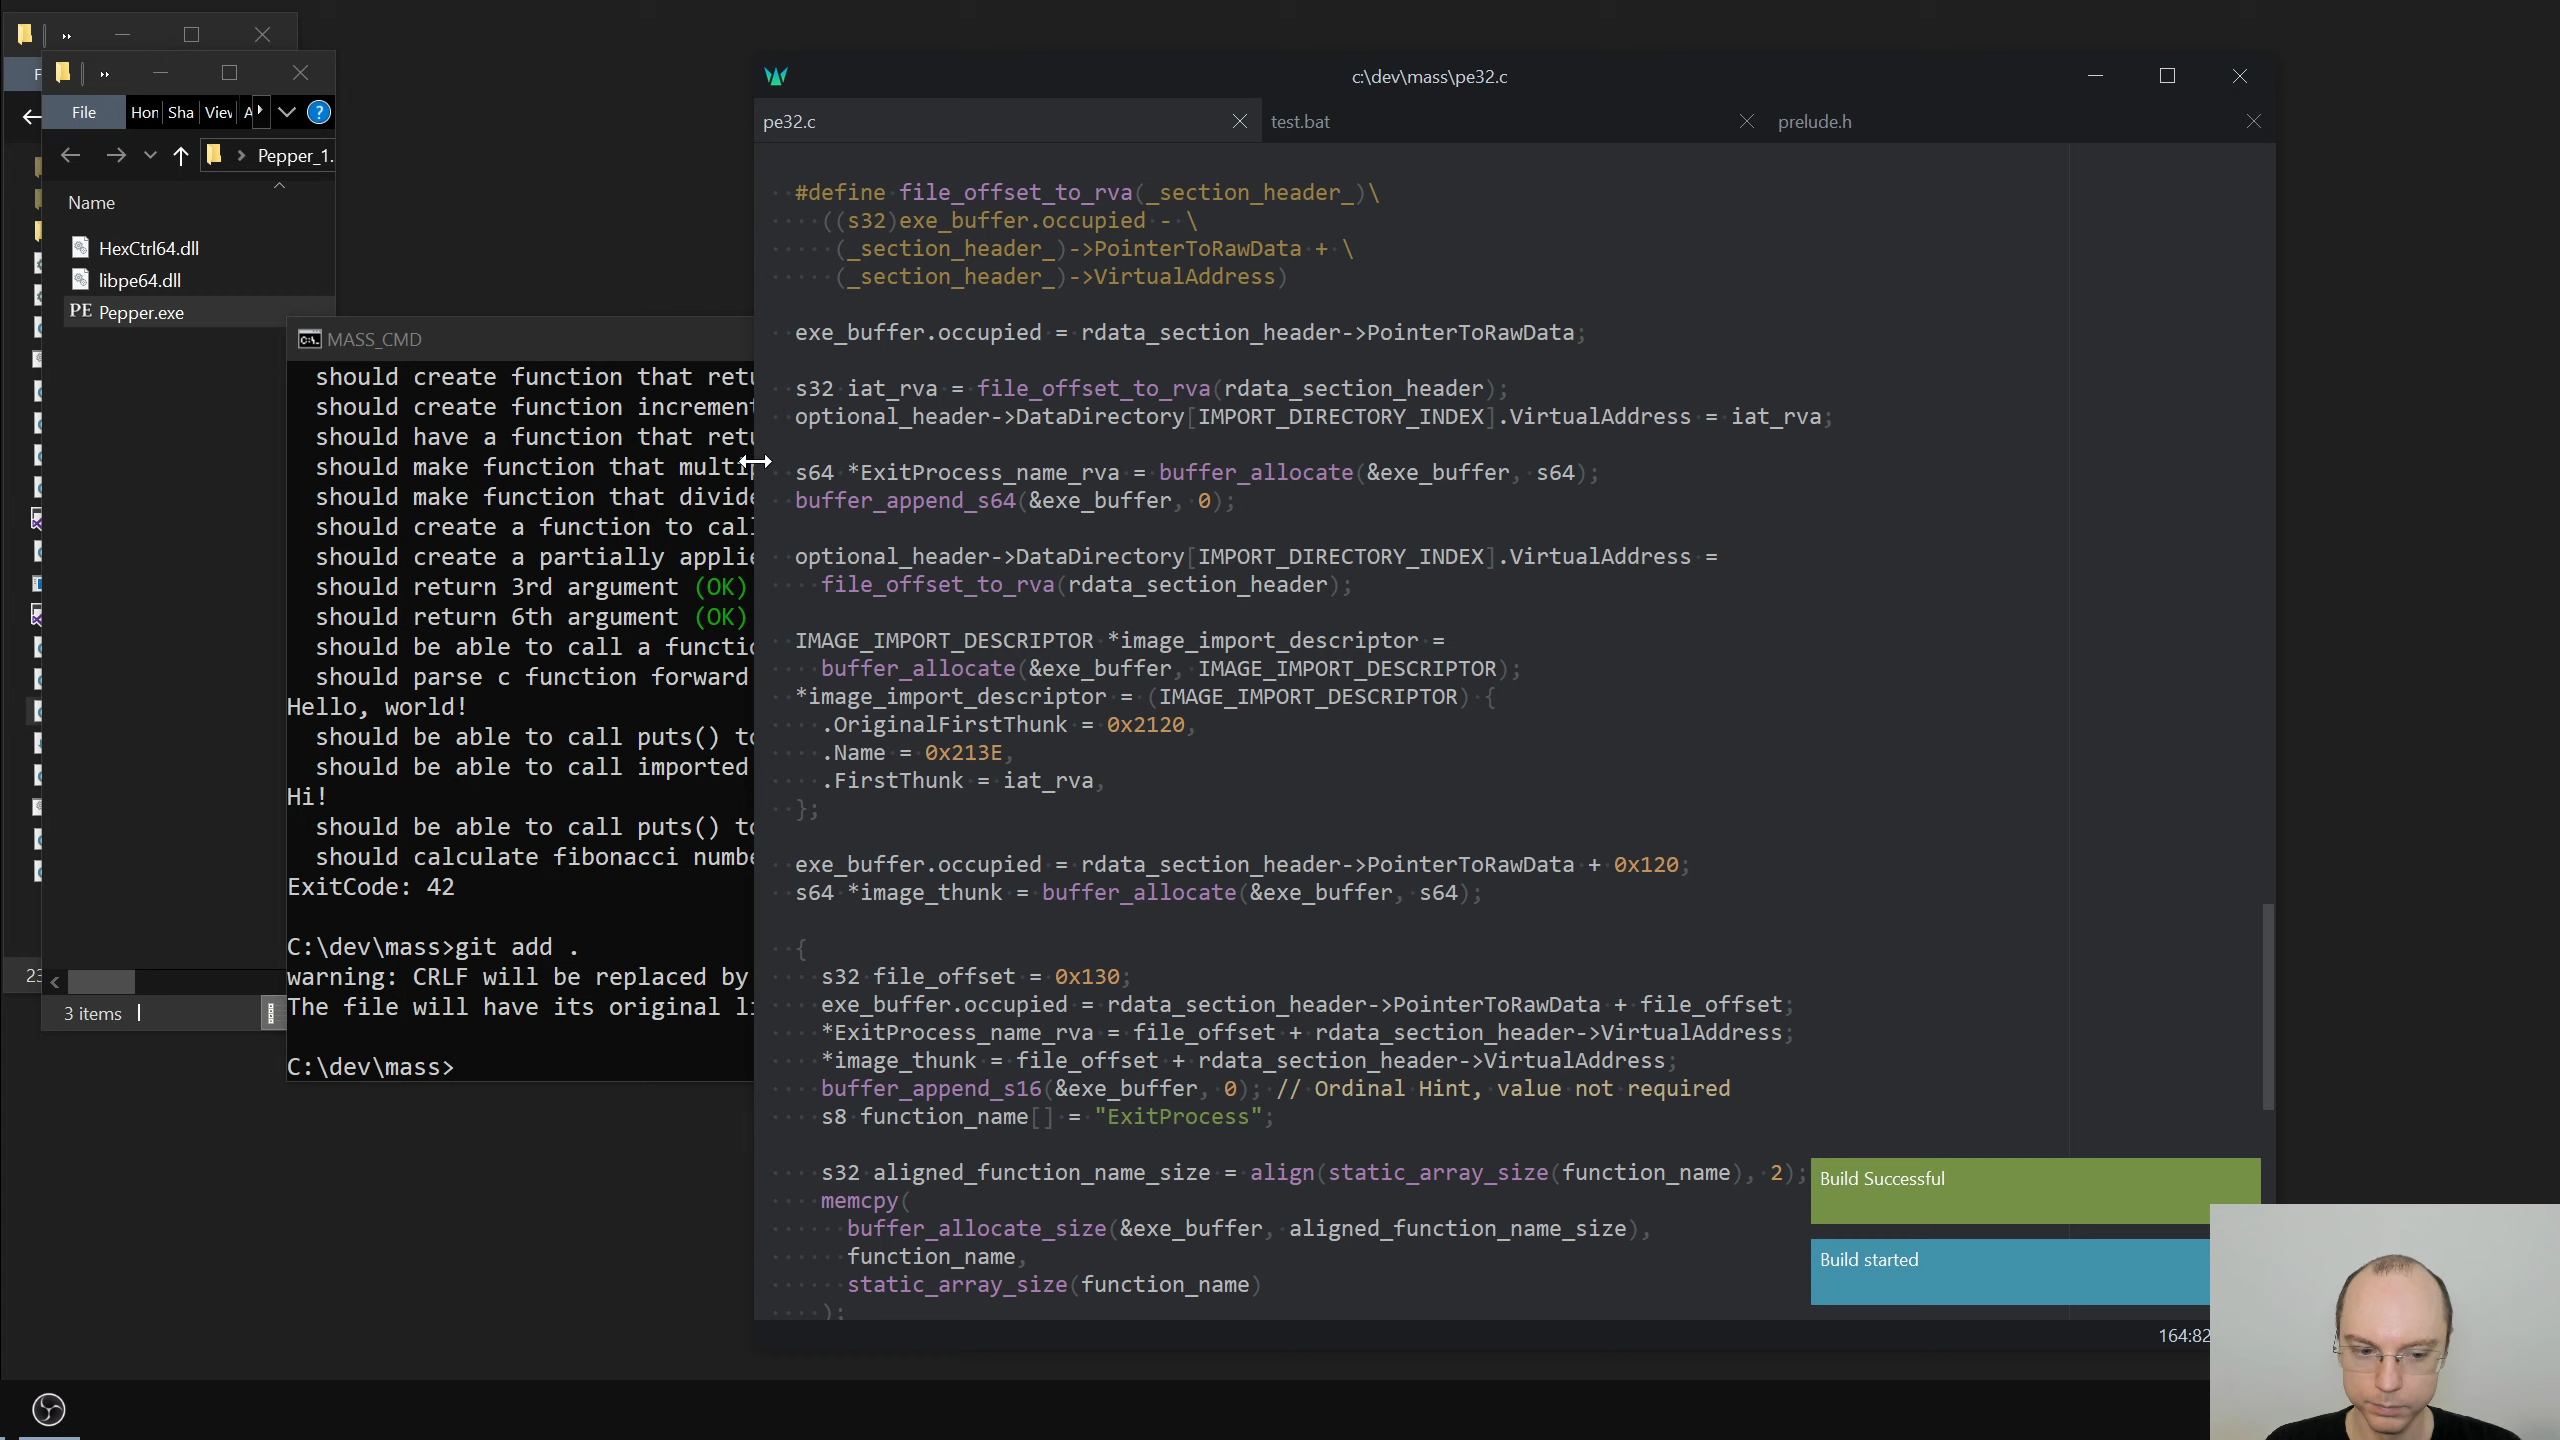 File
Hon
Sha
View
Pepper_1.
Name
HexCtrl64.dll
libpe64.dll
PE Pepper.exe
3 items
MASS_CMD
should create function that retu
should create function increment
should have a function that retu
should make function that multip
should make function that divide
should create a function to call
should create a partially applie
should return 3rd argument (OK)
should return 6th argument (OK)
should be able to call a functio
should parse c function forward
Hello, world!
should be able to call puts() to
should be able to call imported
Hi!
should be able to call puts() to
should calculate fibonacci numbe
ExitCode: 42
C:\dev\mass>git add .
warning: CRLF will be replaced by
The file will have its original li
C:\dev\mass>
c:\dev\mass\pe32.c
pe32.c
test.bat
prelude.h
#define file_offset_to_rva(_section_header_)\
((s32)exe_buffer.occupied - \
(_section_header_)->PointerToRawData + \
(_section_header_)->VirtualAddress)
exe_buffer.occupied = rdata_section_header->PointerToRawData;
s32 iat_rva = file_offset_to_rva(rdata_section_header);
optional_header->DataDirectory[IMPORT_DIRECTORY_INDEX].VirtualAddress = iat_rva;
s64 *ExitProcess_name_rva = buffer_allocate(&exe_buffer, s64);
buffer_append_s64(&exe_buffer, 0);
optional_header->DataDirectory[IMPORT_DIRECTORY_INDEX].VirtualAddress =
file_offset_to_rva(rdata_section_header);
IMAGE_IMPORT_DESCRIPTOR *image_import_descriptor =
buffer_allocate(&exe_buffer, IMAGE_IMPORT_DESCRIPTOR);
*image_import_descriptor = (IMAGE_IMPORT_DESCRIPTOR) {
.OriginalFirstThunk = 0x2120,
.Name = 0x213E,
.FirstThunk = iat_rva,
};
exe_buffer.occupied = rdata_section_header->PointerToRawData + 0x120;
s64 *image_thunk = buffer_allocate(&exe_buffer, s64);
{
s32 file_offset = 0x130;
exe_buffer.occupied = rdata_section_header->PointerToRawData + file_offset;
*ExitProcess_name_rva = file_offset + rdata_section_header->VirtualAddress;
*image_thunk = file_offset + rdata_section_header->VirtualAddress;
buffer_append_s16(&exe_buffer, 0); // Ordinal Hint, value not required
s8 function_name[] = "ExitProcess";
s32 aligned_function_name_size = align(static_array_size(function_name), 2);
memcpy(
buffer_allocate_size(&exe_buffer, aligned_function_name_size),
function_name,
static_array_size(function_name)
);
Build Successful
Build started
164:82